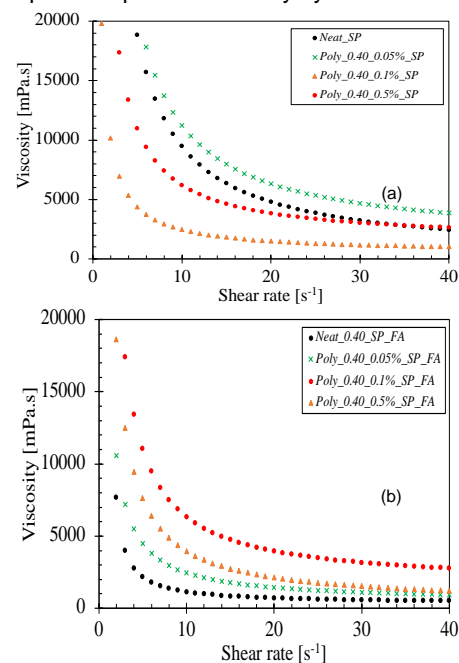 20000
15000
10000
5000
0
Viscosity [mPa.s]
Neat_SP
Poly_0.40_0.05%_SP
Poly_0.40_0.1%_SP
Poly_0.40_0.5%_SP
(a)
0 10 20 30 40
Shear rate [s-1]
20000
15000
10000
5000
0
Viscosity [mPa.s]
Neat_0.40_SP_FA
Poly_0.40_0.05%_SP_FA
Poly_0.40_0.1%_SP_FA
Poly_0.40_0.5%_SP_FA
(b)
0 10 20 30 40
Shear rate [s-1]